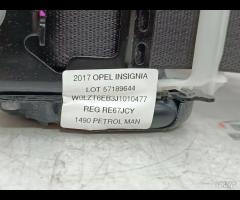 2017 OPEL INSIGNIA
LOT 57189644
W0LZT6EB3J1010477
REG RE67JCY
1490 PETROL MAN